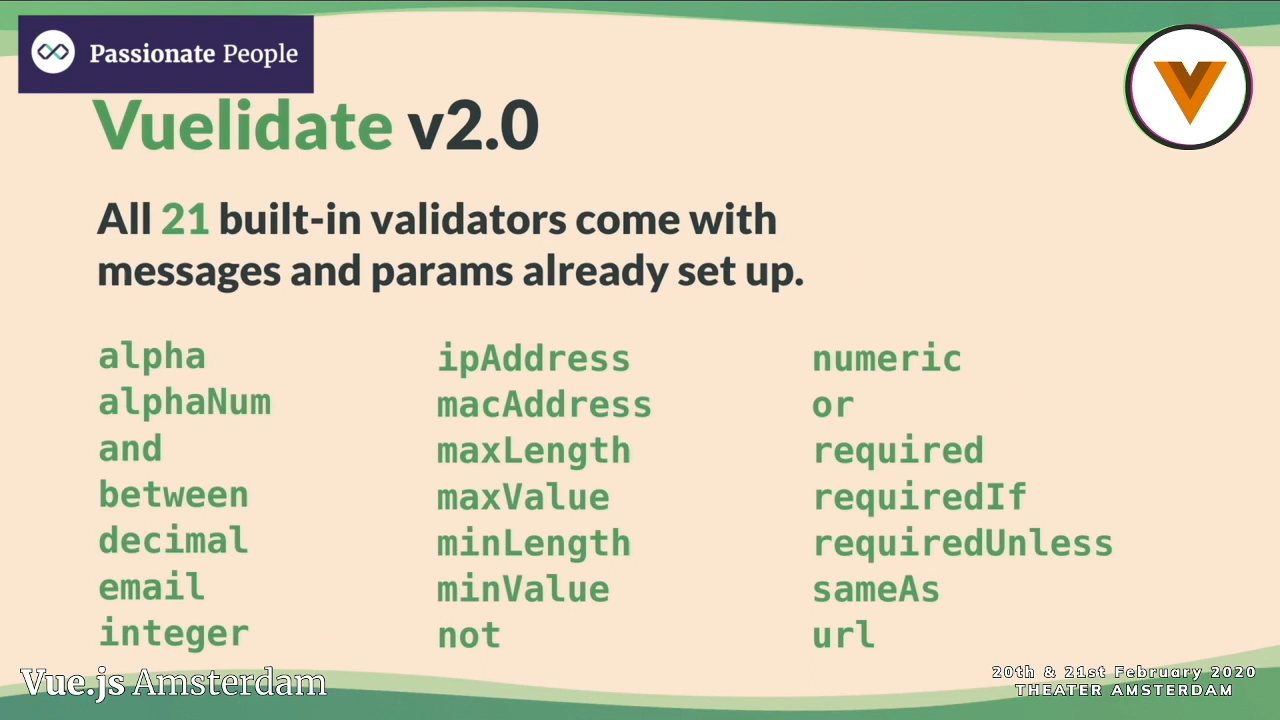 Passionate People
Vuelidate v2.0
All 21 built-in validators come with
messages and params already set up.
alpha
alphaNum
and
between
decimal
email
integer
ipAddress
macAddress
maxLength
maxValue
minLength
minValue
not
numeric
or
required
requiredIf
requiredUnless
sameAs
url
Vue.js Amsterdam
20th & 21st February 2020
THEATER AMSTERDAM